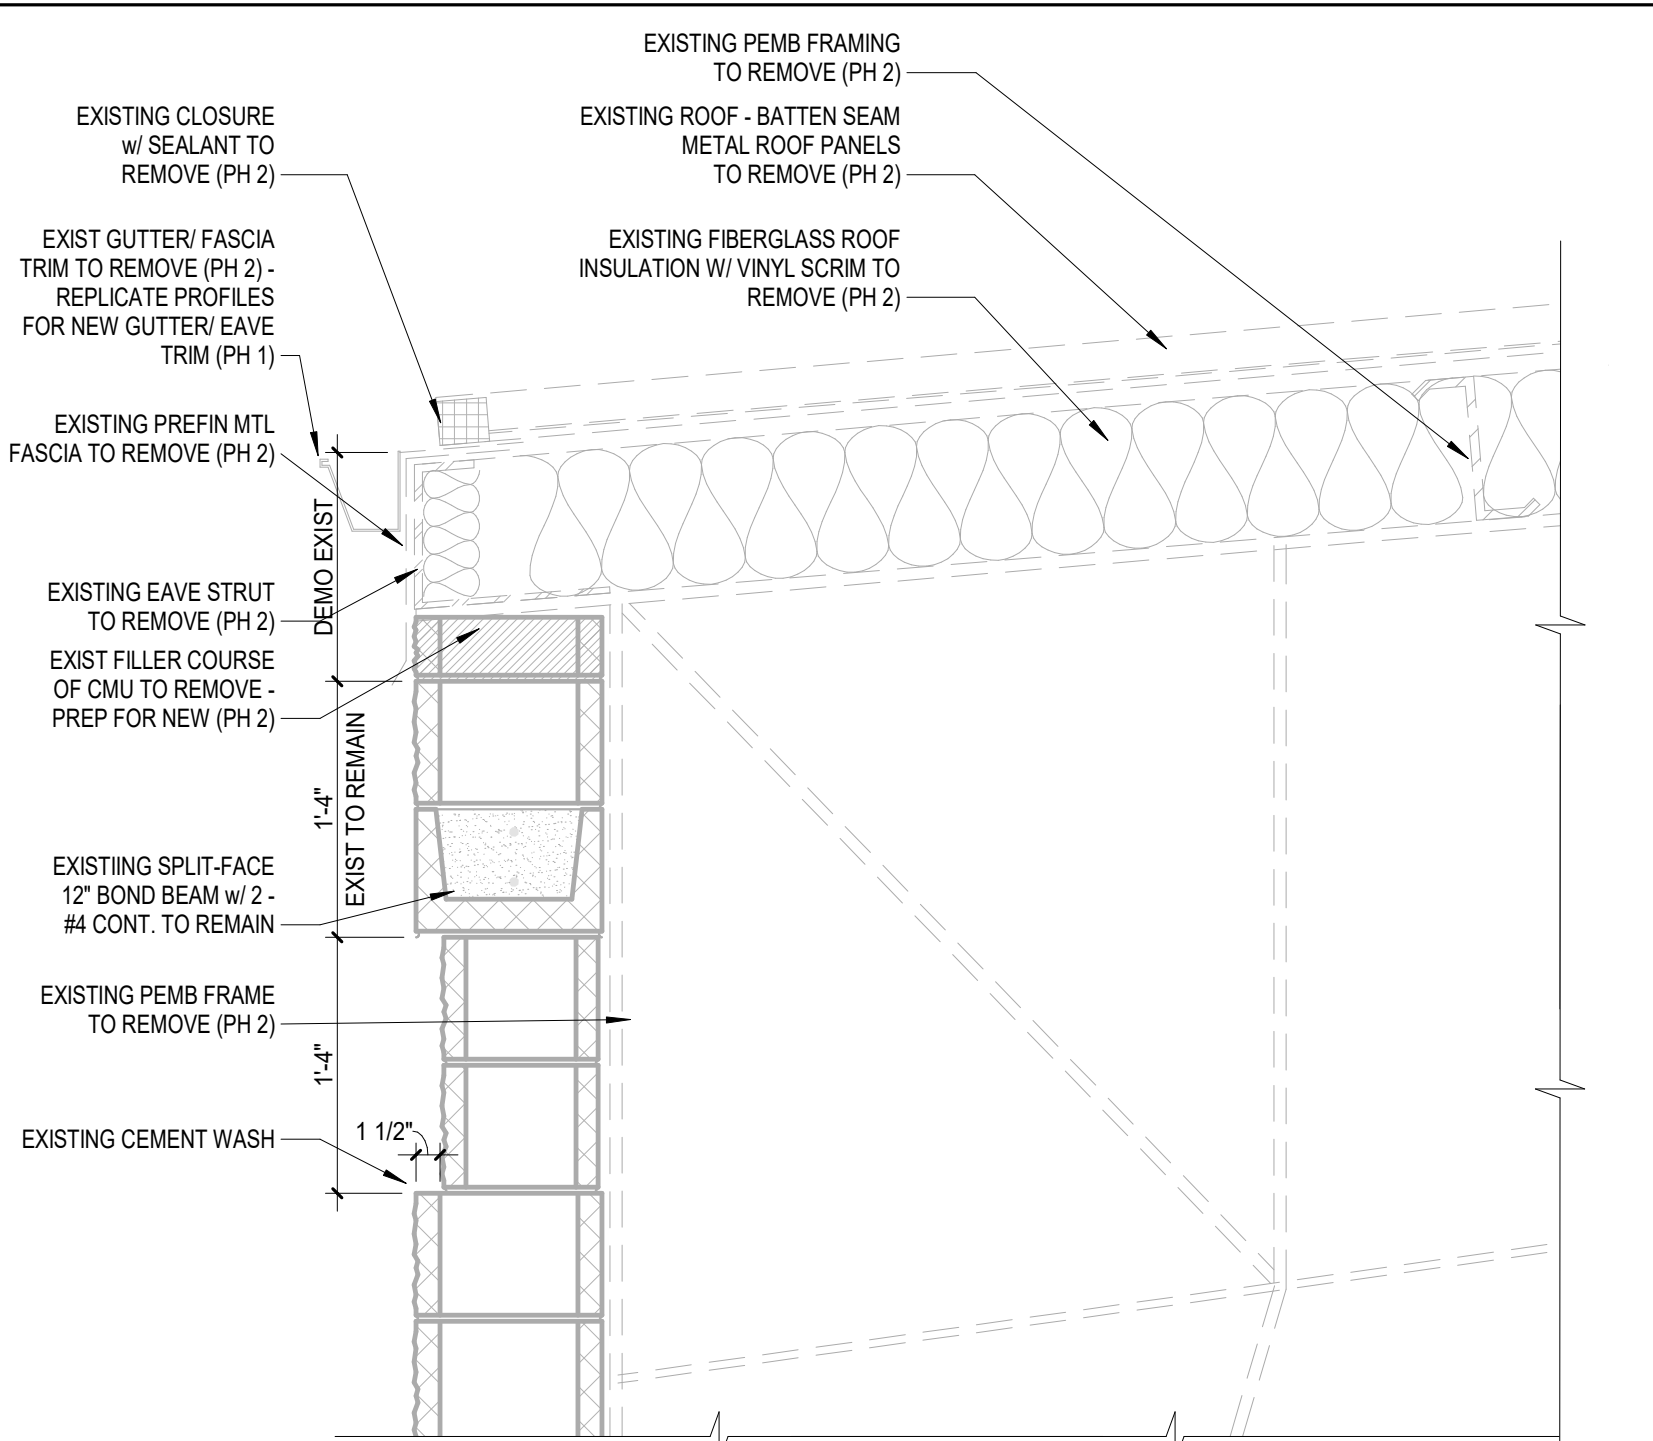 EXISTING PEMB FRAMING
TO REMOVE (PH 2)
EXISTING CLOSURE
w/ SEALANT TO
REMOVE (PH 2)
EXISTING ROOF - BATTEN SEAM
METAL ROOF PANELS
TO REMOVE (PH 2)
EXIST GUTTER/ FASCIA
TRIM TO REMOVE (PH 2) -
REPLICATE PROFILES
FOR NEW GUTTER/ EAVE
TRIM (PH 1)
EXISTING FIBERGLASS ROOF
INSULATION W/ VINYL SCRIM TO
REMOVE (PH 2)
EXISTING PREFIN MTL
FASCIA TO REMOVE (PH 2)
DEMO EXIST
EXISTING EAVE STRUT
TO REMOVE (PH 2)
EXIST FILLER COURSE
OF CMU TO REMOVE -
PREP FOR NEW (PH 2)
1'-4"
EXIST TO REMAIN
EXISTIING SPLIT-FACE
12" BOND BEAM w/ 2 -
#4 CONT. TO REMAIN
EXISTING PEMB FRAME
TO REMOVE (PH 2)
1'-4"
1 1/2"
EXISTING CEMENT WASH